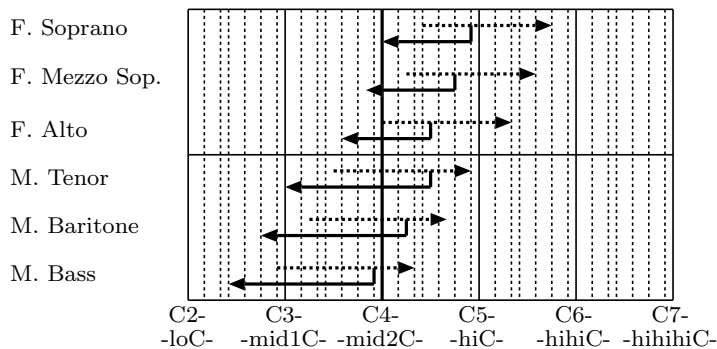 F. Soprano
F. Mezzo Sop.
F. Alto
M. Tenor
M. Baritone
M. Bass
C2- C3- C4- C5- C6- C7-
-loC- -mid1C- -mid2C- -hiC- -hihiC- -hihihiC-